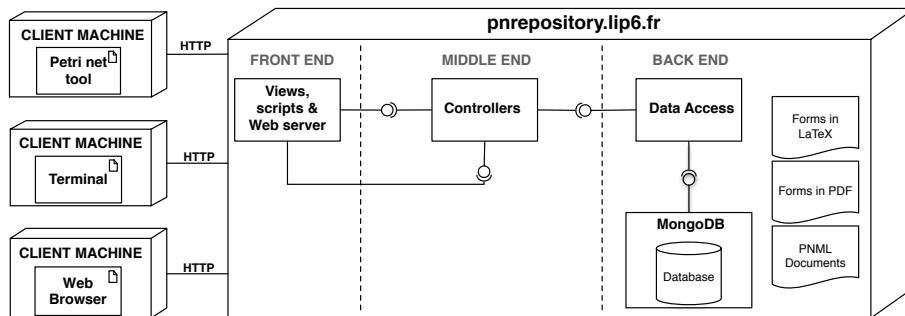 pnrepository.lip6.fr
CLIENT MACHINE
Petri net
tool
HTTP
CLIENT MACHINE
Terminal
HTTP
CLIENT MACHINE
Web
Browser
HTTP
FRONT END
Views,
scripts &
Web server
MIDDLE END
Controllers
BACK END
Data Access
MongoDB
Database
Forms in
LaTeX
Forms in PDF
PNML
Documents